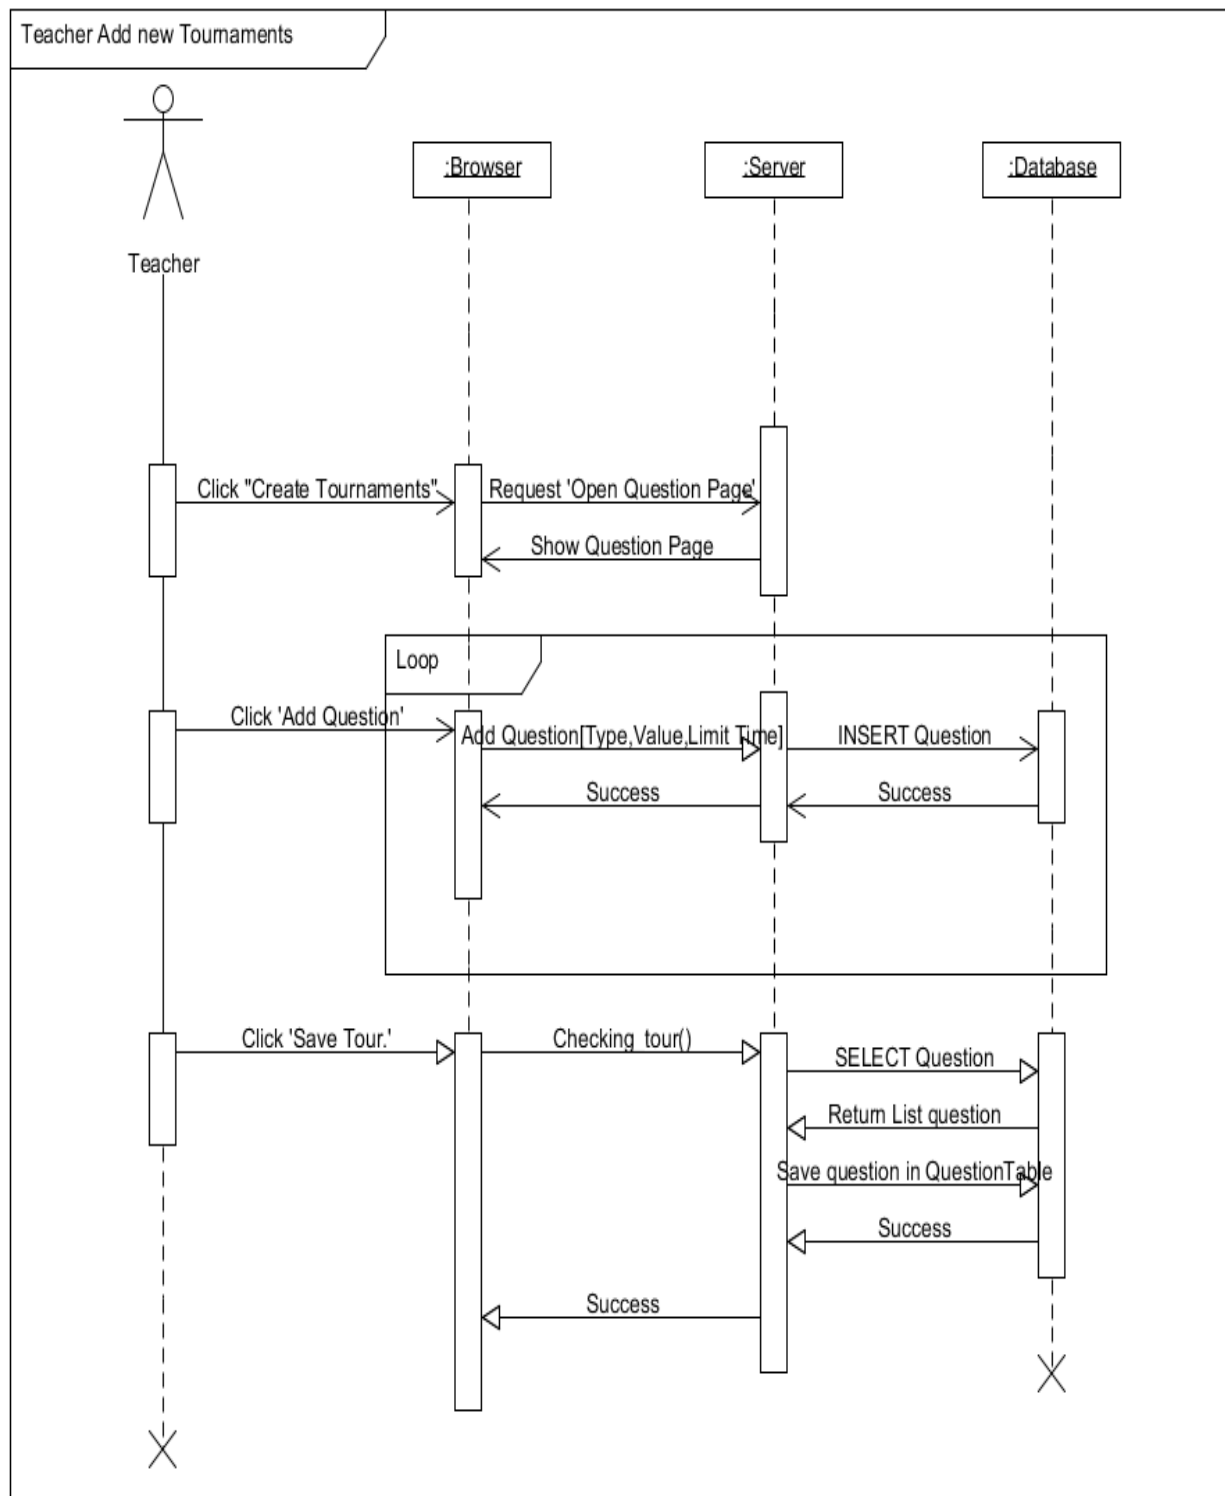 Teacher Add new Tournaments
:Browser
:Server
:Database
Teacher
Click "Create Tournaments"
Request 'Open Question Page'
Show Question Page
Loop
Click 'Add Question'
Add Question[Type,Value,Limit Time]
INSERT Question
Success
Success
Click 'Save Tour.'
Checking_tour()
SELECT Question
Return List question
Save question in QuestionTable
Success
Success